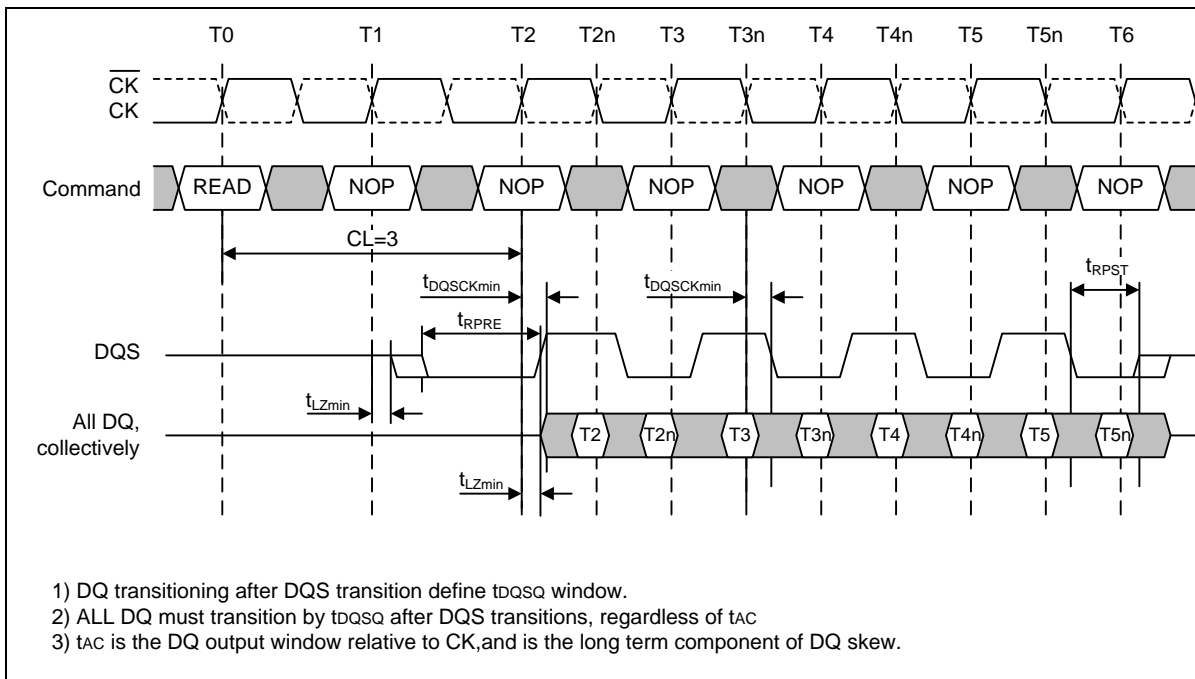 T0 T1 T2 T2n T3 T3n T4 T4n T5 T5n T6
CK
CK
Command READ NOP NOP NOP NOP NOP NOP
CL=3
tDQSCKmin tDQSCKmin tRPST
tRPRE
DQS
tLZmin
All DQ,
collectively T2 T2n T3 T3n T4 T4n T5 T5n
tLZmin
1) DQ transitioning after DQS transition define tDQSQ window.
2) ALL DQ must transition by tDQSQ after DQS transitions, regardless of tAC
3) tAC is the DQ output window relative to CK,and is the long term component of DQ skew.